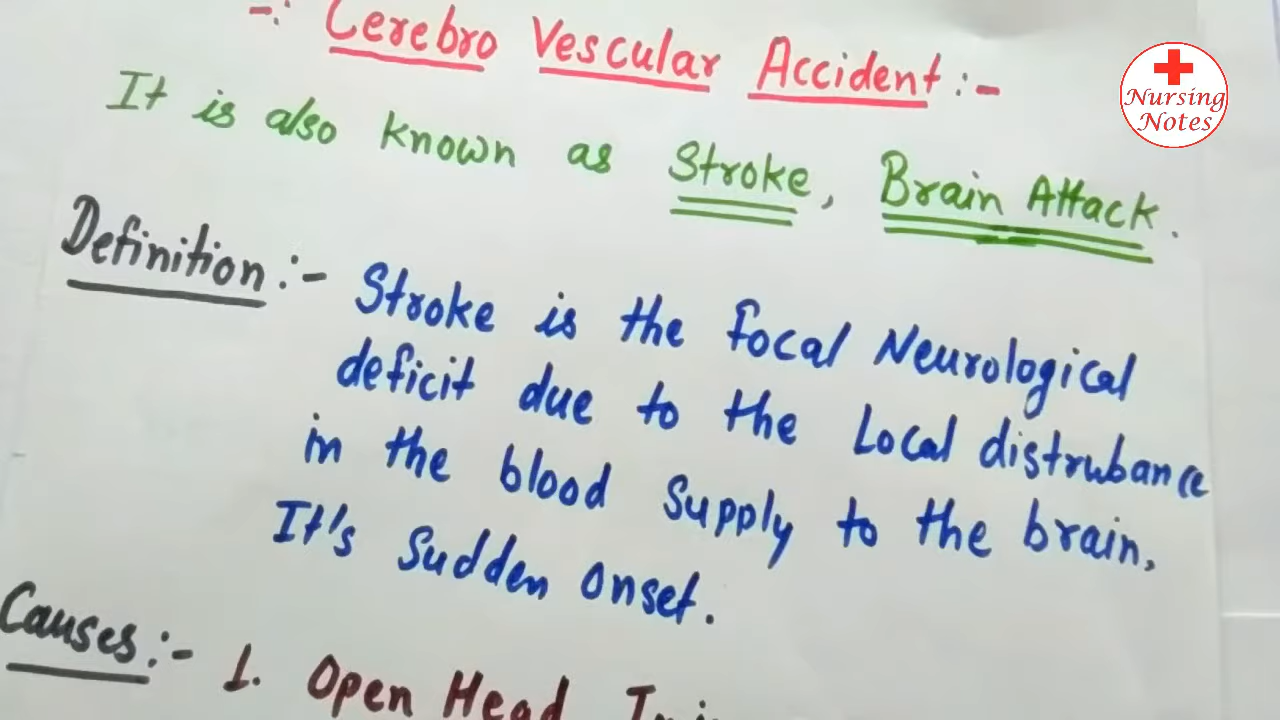 -: Cerebro Vescular Accident :-
It is also known as Stroke, Brain Attack.
Definition :- Stroke is the focal Neurological
deficit due to the Local distrubance
in the blood supply to the brain.
It's sudden onset.
Causes :- 1. Open Head
Nursing
Notes